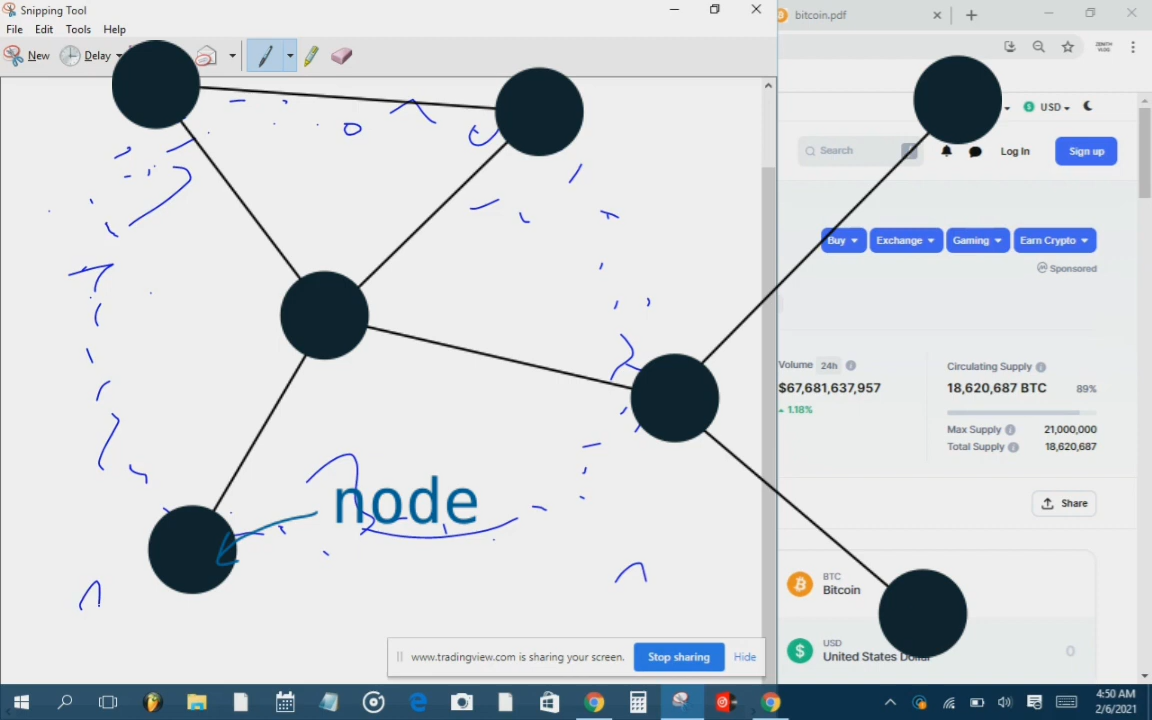 Snipping Tool
File Edit Tools Help
New Delay
node
www.tradingview.com is sharing your screen. Stop sharing Hide
bitcoin.pdf
ZENITH
VLOG
USD
Search
Log In
Sign up
Buy Exchange Gaming Earn Crypto
Sponsored
Volume 24h
$67,681,637,957
1.18%
Circulating Supply
18,620,687 BTC 89%
Max Supply 21,000,000
Total Supply 18,620,687
Share
BTC
Bitcoin
USD
United States Dollar
0
4:50 AM
2/6/2021